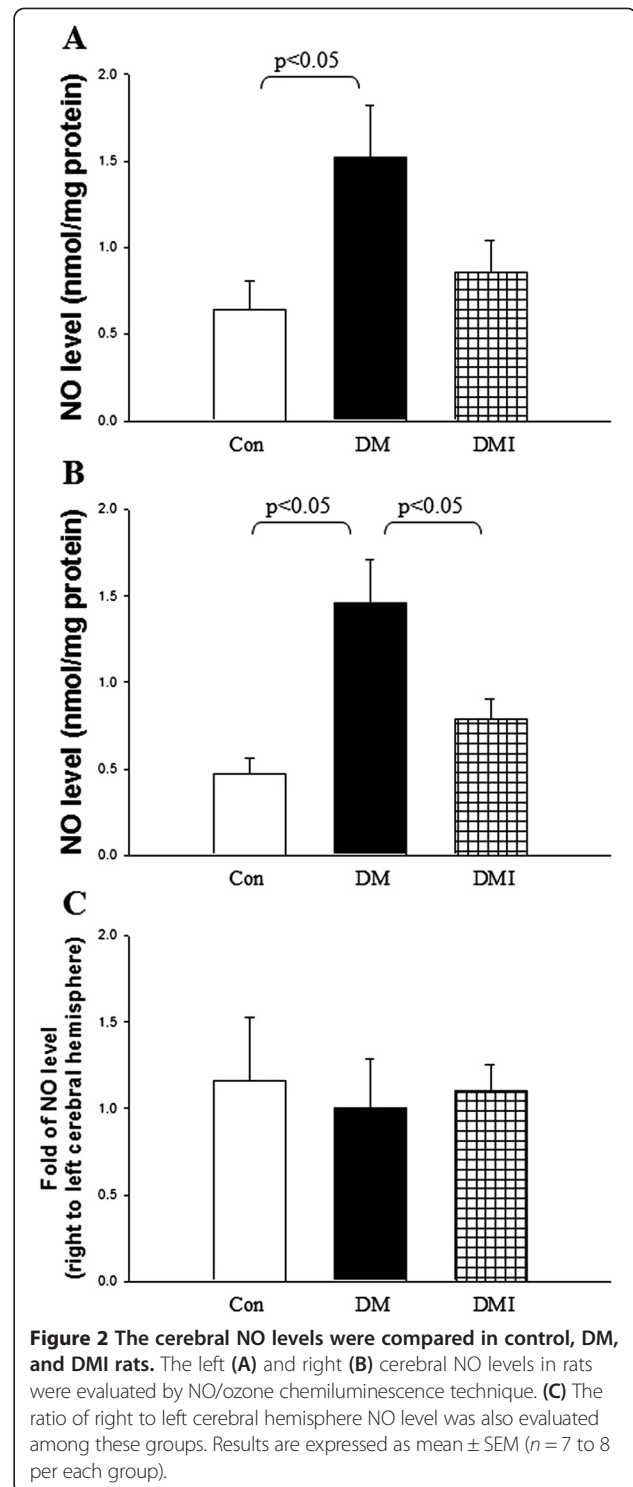 A
p<0.05
NO level (nmol/mg protein)
2.0
1.5
1.0
0.5
0.0
Con DM DMI
B
p<0.05 p<0.05
NO level (nmol/mg protein)
2.0
1.5
1.0
0.5
0.0
Con DM DMI
C
Fold of NO level
(right to left cerebral hemisphere)
2.0
1.5
1.0
0.5
0.0
Con DM DMI
Figure 2 The cerebral NO levels were compared in control, DM,
and DMI rats. The left (A) and right (B) cerebral NO levels in rats
were evaluated by NO/ozone chemiluminescence technique. (C) The
ratio of right to left cerebral hemisphere NO level was also evaluated
among these groups. Results are expressed as mean ± SEM (n = 7 to 8
per each group).